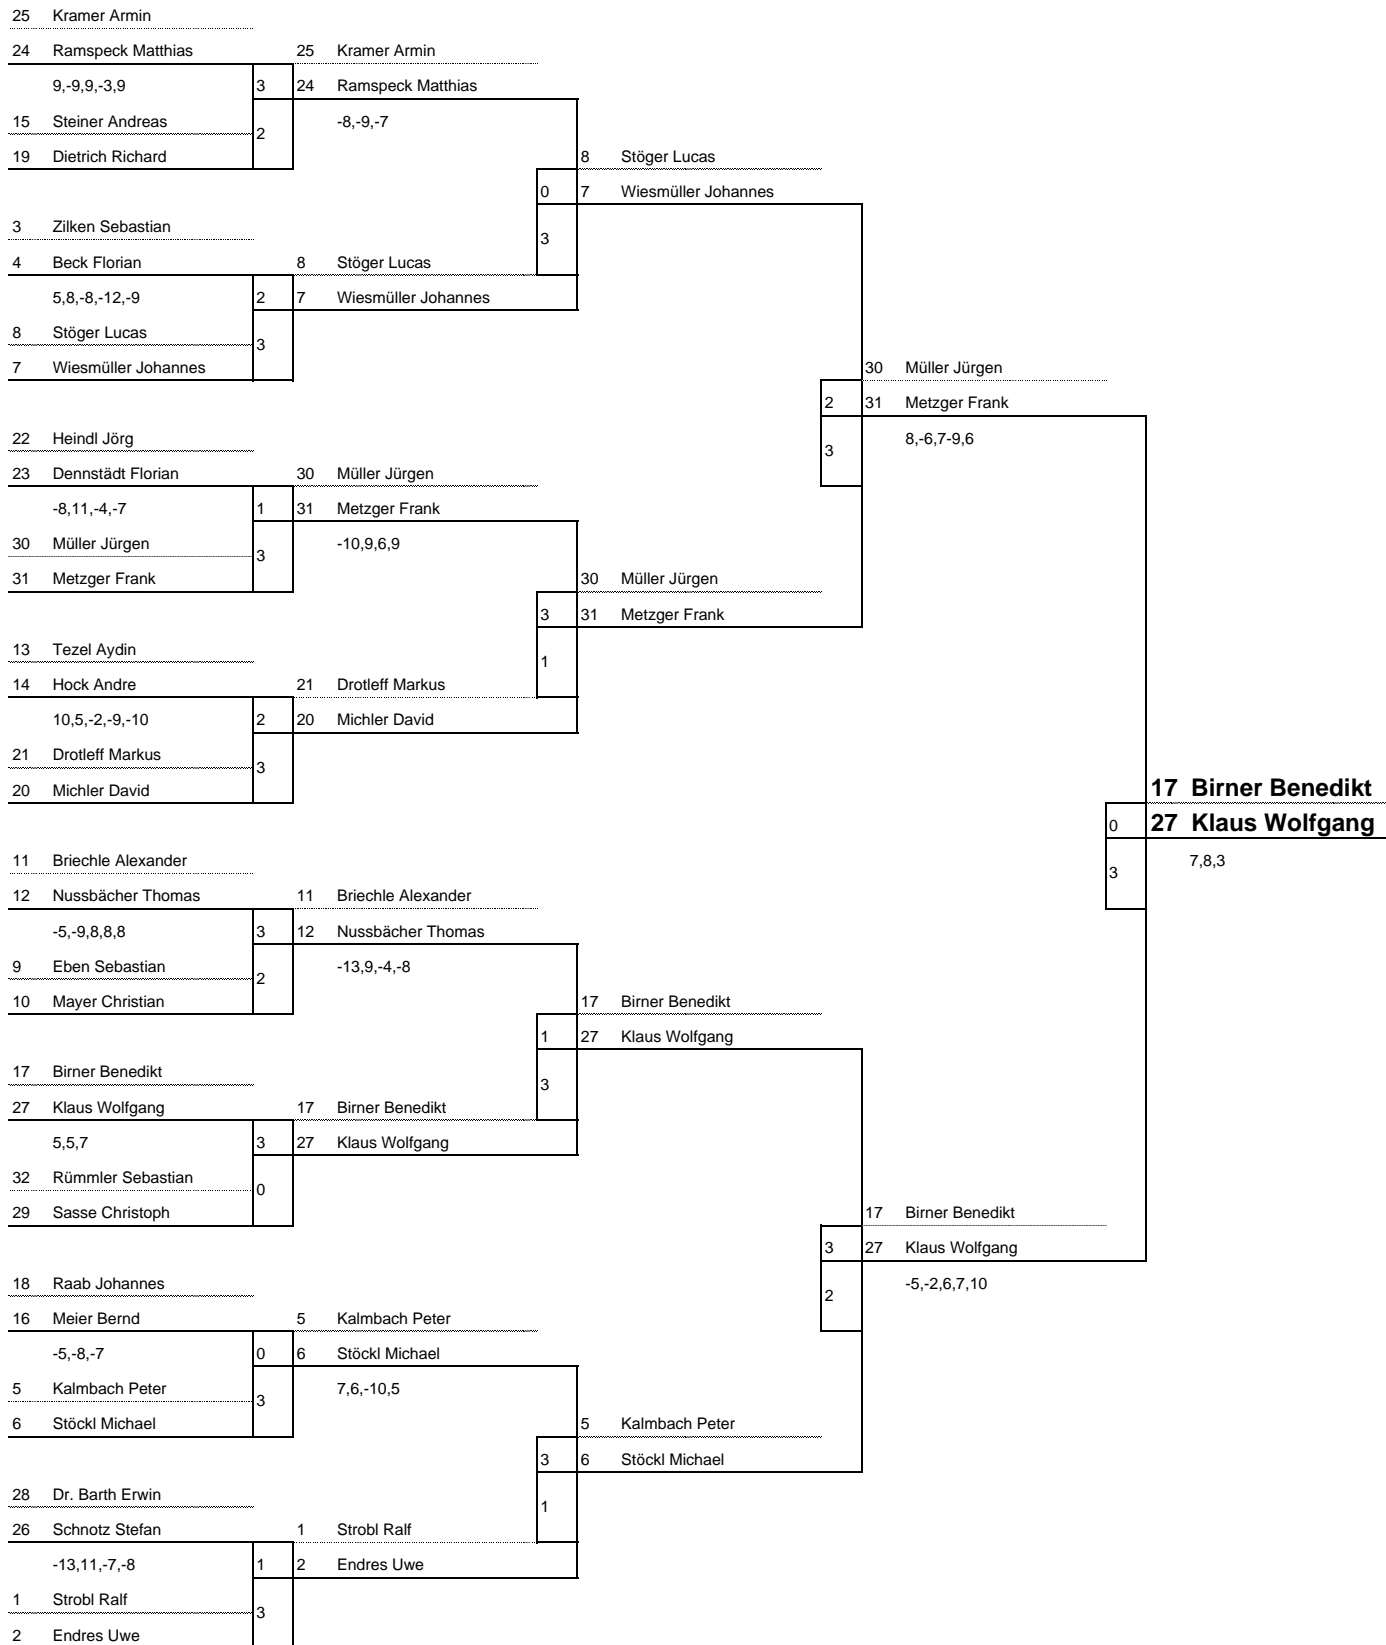 25 Kramer Armin
24 Ramspeck Matthias 25 Kramer Armin
9,-9,9,-3,9 3 24 Ramspeck Matthias
15 Steiner Andreas 2 -8,-9,-7
19 Dietrich Richard 8 Stöger Lucas
0 7 Wiesmüller Johannes
3 Zilken Sebastian 3
4 Beck Florian 8 Stöger Lucas
5,8,-8,-12,-9 2 7 Wiesmüller Johannes
8 Stöger Lucas 3
7 Wiesmüller Johannes 30 Müller Jürgen
2 31 Metzger Frank
22 Heindl Jörg 3 8,-6,7-9,6
23 Dennstädt Florian 30 Müller Jürgen
-8,11,-4,-7 1 31 Metzger Frank
30 Müller Jürgen 3 -10,9,6,9
31 Metzger Frank 30 Müller Jürgen
3 31 Metzger Frank
13 Tezel Aydin 1
14 Hock Andre 21 Drotleff Markus
10,5,-2,-9,-10 2 20 Michler David
21 Drotleff Markus 3
20 Michler David 17 Birner Benedikt
0 27 Klaus Wolfgang
11 Briechle Alexander 3 7,8,3
12 Nussbächer Thomas 11 Briechle Alexander
-5,-9,8,8,8 3 12 Nussbächer Thomas
9 Eben Sebastian 2 -13,9,-4,-8
10 Mayer Christian 17 Birner Benedikt
1 27 Klaus Wolfgang
17 Birner Benedikt 3
27 Klaus Wolfgang 17 Birner Benedikt
5,5,7 3 27 Klaus Wolfgang
32 Rümmler Sebastian 0
29 Sasse Christoph 17 Birner Benedikt
3 27 Klaus Wolfgang
18 Raab Johannes 2 -5,-2,6,7,10
16 Meier Bernd 5 Kalmbach Peter
-5,-8,-7 0 6 Stöckl Michael
5 Kalmbach Peter 3 7,6,-10,5
6 Stöckl Michael 5 Kalmbach Peter
3 6 Stöckl Michael
28 Dr. Barth Erwin 1
26 Schnotz Stefan 1 Strobl Ralf
-13,11,-7,-8 1 2 Endres Uwe
1 Strobl Ralf 3
2 Endres Uwe